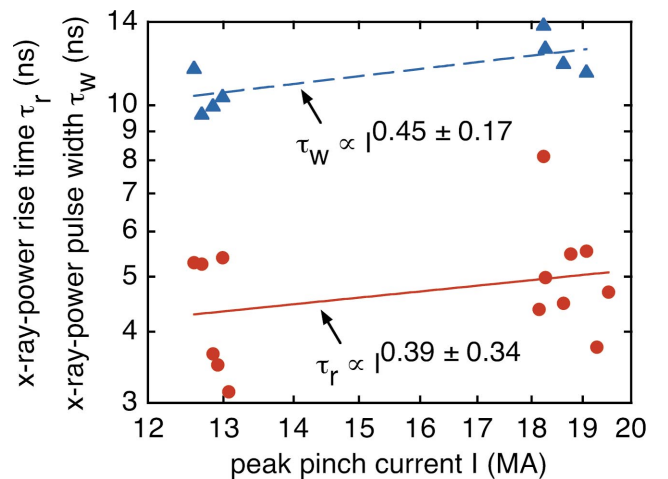 x-ray-power rise time τr (ns)
x-ray-power pulse width τw (ns)
14
10
9
8
7
6
5
4
3
τw ∝ I0.45 ± 0.17
τr ∝ I0.39 ± 0.34
12 13 14 15 16 17 18 19 20
peak pinch current I (MA)